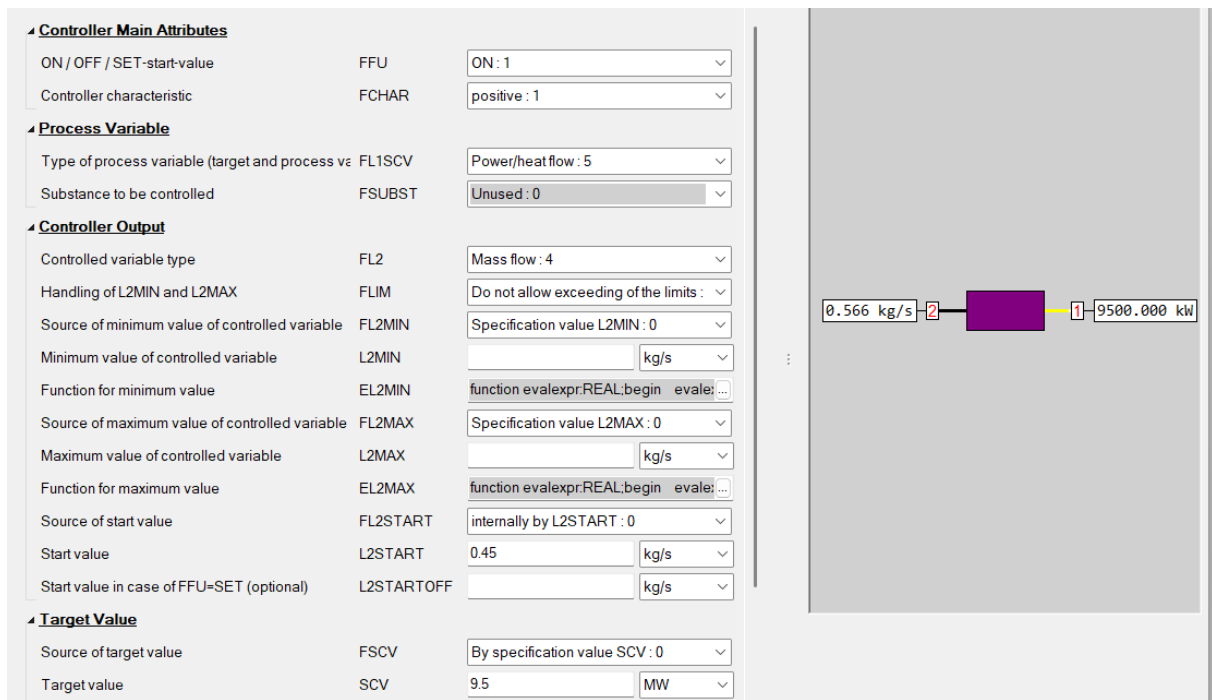 Controller Main Attributes
ON / OFF / SET-start-value FFU ON : 1
Controller characteristic FCHAR positive : 1
Process Variable
Type of process variable (target and process va FL1SCV Power/heat flow : 5
Substance to be controlled FSUBST Unused : 0
Controller Output
Controlled variable type FL2 Mass flow : 4
Handling of L2MIN and L2MAX FLIM Do not allow exceeding of the limits :
Source of minimum value of controlled variable FL2MIN Specification value L2MIN : 0
Minimum value of controlled variable L2MIN kg/s
Function for minimum value EL2MIN function evalexpr:REAL;begin evale: ...
Source of maximum value of controlled variable FL2MAX Specification value L2MAX : 0
Maximum value of controlled variable L2MAX kg/s
Function for maximum value EL2MAX function evalexpr:REAL;begin evale: ...
Source of start value FL2START internally by L2START : 0
Start value L2START 0.45 kg/s
Start value in case of FFU=SET (optional) L2STARTOFF kg/s
Target Value
Source of target value FSCV By specification value SCV : 0
Target value SCV 9.5 MW
0.566 kg/s 2 1 9500.000 kW